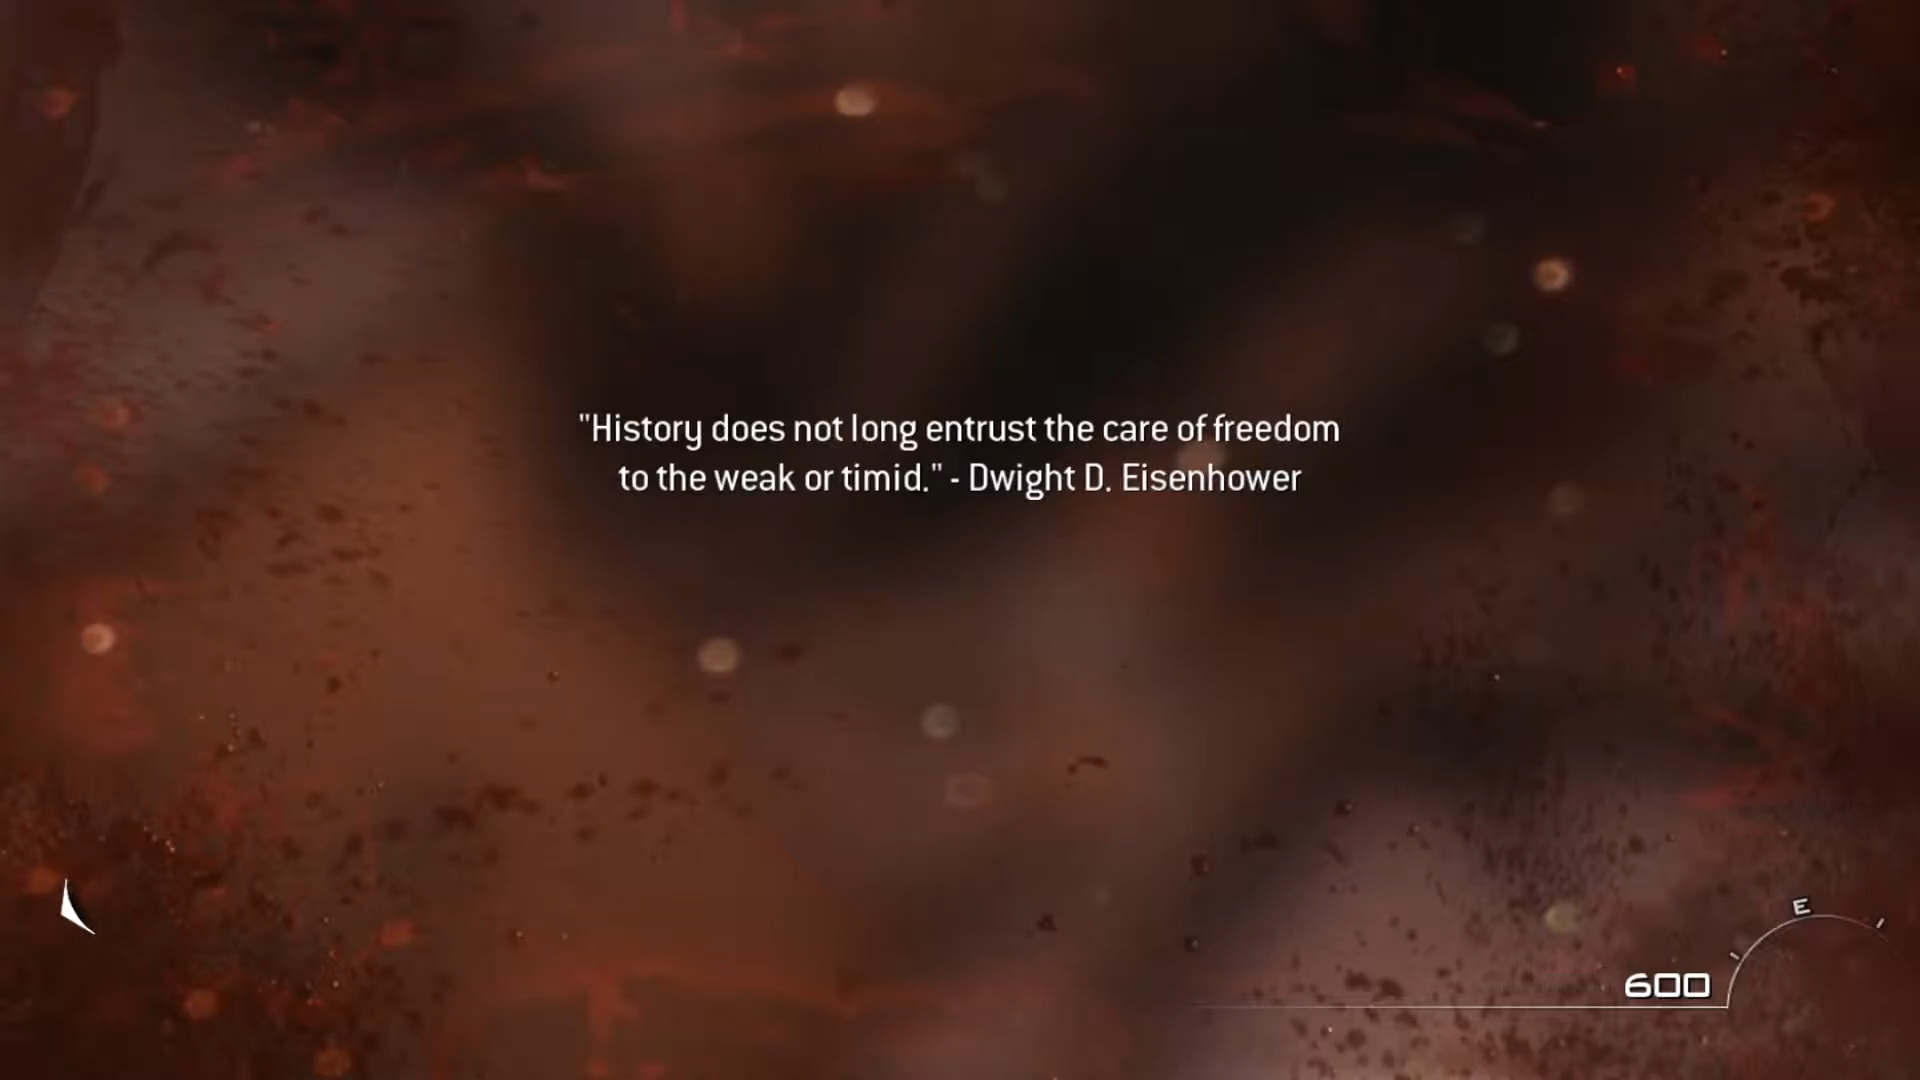 "History does not long entrust the care of freedom
to the weak or timid." - Dwight D. Eisenhower
E
600